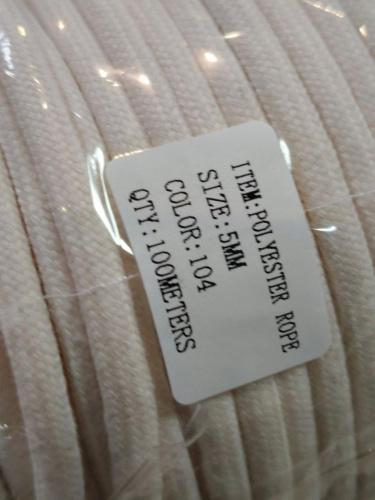 ITEM:POLYESTER ROPE
SIZE:5MM
COLOR:104
QTY:100METERS